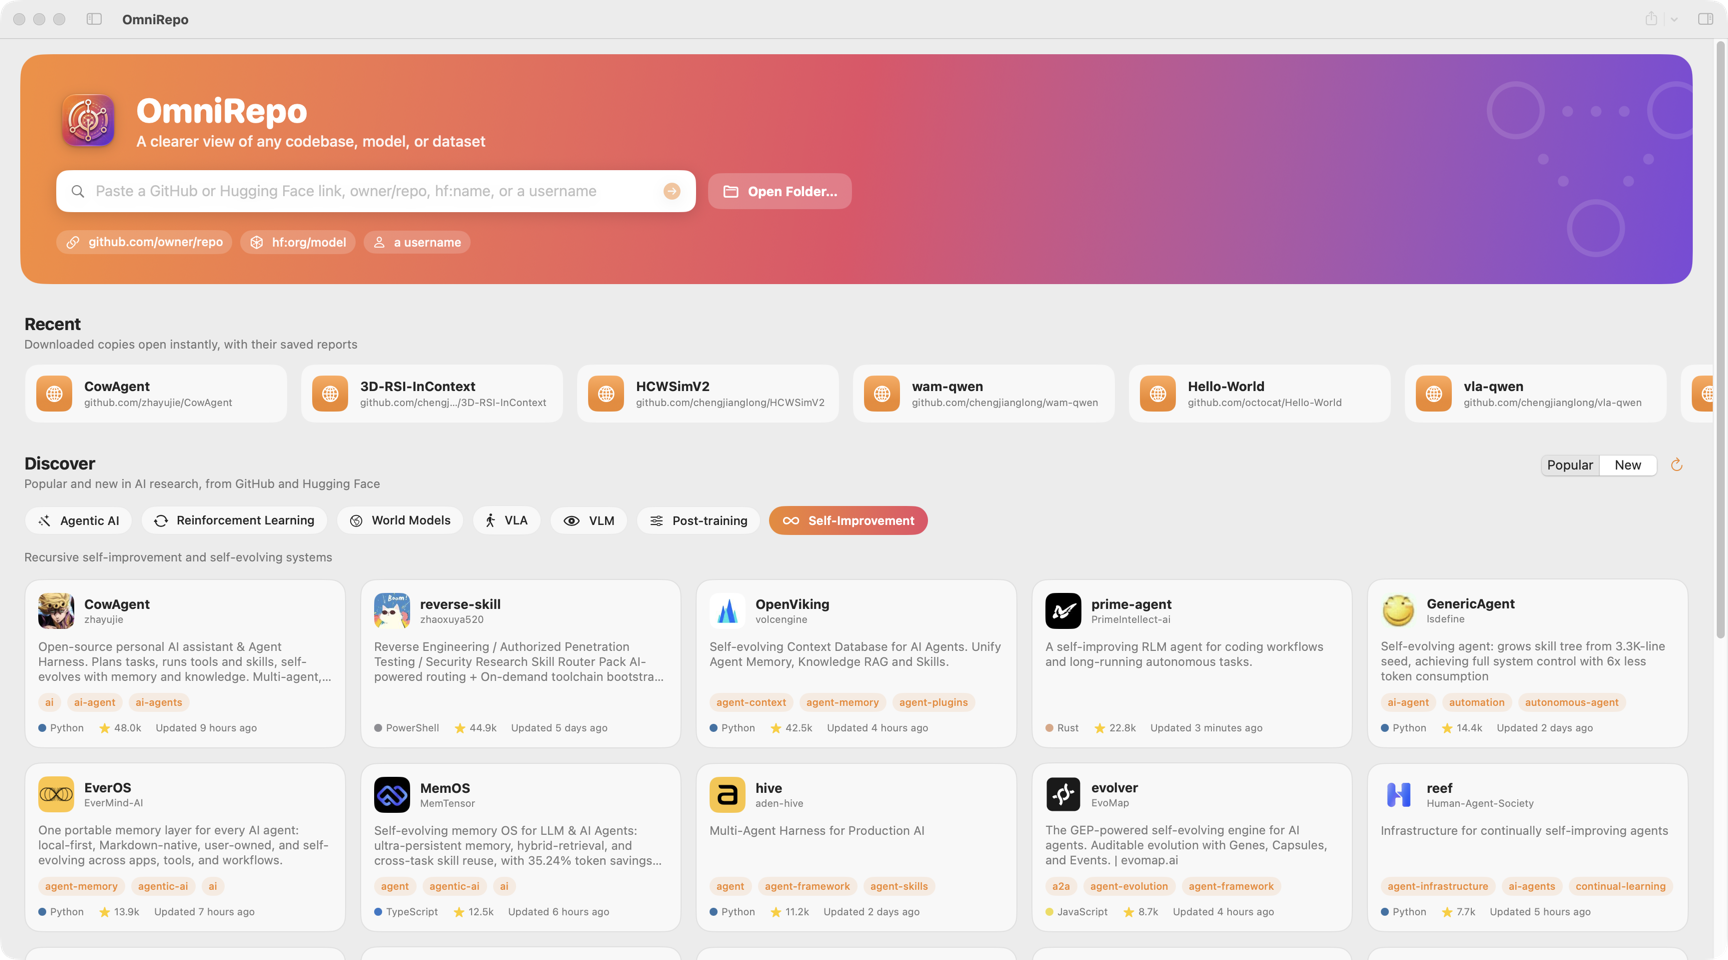 OmniRepo
OmniRepo
A clearer view of any codebase, model, or dataset
Paste a GitHub or Hugging Face link, owner/repo, hf:name, or a username
Open Folder...
github.com/owner/repo
hf:org/model
a username
Recent
Downloaded copies open instantly, with their saved reports
CowAgent
github.com/zhayujie/CowAgent
3D-RSI-InContext
github.com/chengj.../3D-RSI-InContext
HCWSimV2
github.com/chengjianglong/HCWSimV2
wam-qwen
github.com/chengjianglong/wam-qwen
Hello-World
github.com/octocat/Hello-World
vla-qwen
github.com/chengjianglong/vla-qwen
Discover
Popular and new in AI research, from GitHub and Hugging Face
Popular
New
Agentic AI
Reinforcement Learning
World Models
VLA
VLM
Post-training
Self-Improvement
Recursive self-improvement and self-evolving systems
CowAgent
zhayujie
Open-source personal AI assistant & Agent
Harness. Plans tasks, runs tools and skills, self-
evolves with memory and knowledge. Multi-agent,...
ai ai-agent ai-agents
Python 48.0k Updated 9 hours ago
reverse-skill
zhaoxuya520
Boom
Reverse Engineering / Authorized Penetration
Testing / Security Research Skill Router Pack AI-
powered routing + On-demand toolchain bootstra...
PowerShell 44.9k Updated 5 days ago
OpenViking
volcengine
Self-evolving Context Database for AI Agents. Unify
Agent Memory, Knowledge RAG and Skills.
agent-context agent-memory agent-plugins
Python 42.5k Updated 4 hours ago
prime-agent
PrimeIntellect-ai
A self-improving RLM agent for coding workflows
and long-running autonomous tasks.
Rust 22.8k Updated 3 minutes ago
GenericAgent
lsdefine
Self-evolving agent: grows skill tree from 3.3K-line
seed, achieving full system control with 6x less
token consumption
ai-agent automation autonomous-agent
Python 14.4k Updated 2 days ago
EverOS
EverMind-AI
One portable memory layer for every AI agent:
local-first, Markdown-native, user-owned, and self-
evolving across apps, tools, and workflows.
agent-memory agentic-ai ai
Python 13.9k Updated 7 hours ago
MemOS
MemTensor
Self-evolving memory OS for LLM & AI Agents:
ultra-persistent memory, hybrid-retrieval, and
cross-task skill reuse, with 35.24% token savings...
agent agentic-ai ai
TypeScript 12.5k Updated 6 hours ago
a
hive
aden-hive
Multi-Agent Harness for Production AI
agent agent-framework agent-skills
Python 11.2k Updated 2 days ago
evolver
EvoMap
The GEP-powered self-evolving engine for AI
agents. Auditable evolution with Genes, Capsules,
and Events. | evomap.ai
a2a agent-evolution agent-framework
JavaScript 8.7k Updated 4 hours ago
reef
Human-Agent-Society
Infrastructure for continually self-improving agents
agent-infrastructure ai-agents continual-learning
Python 7.7k Updated 5 hours ago